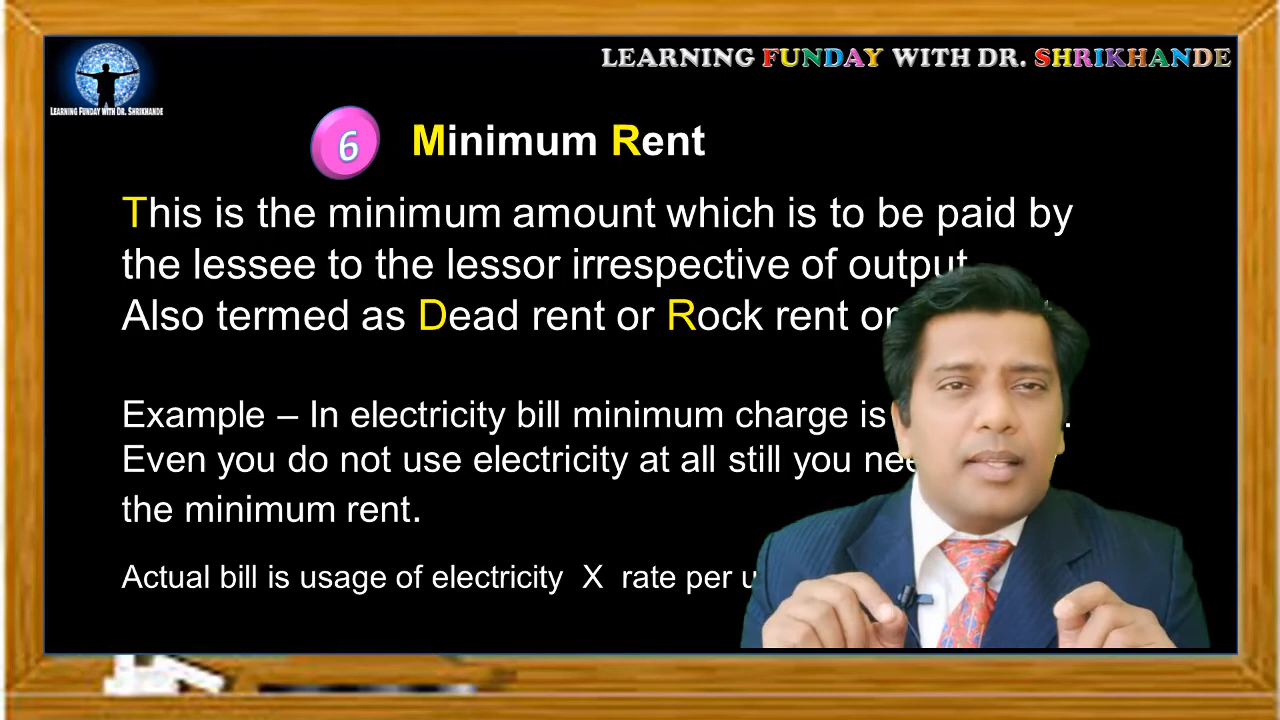 LEARNING FUNDAY WITH DR. SHRIKHANDE
LEARNING FUNDAY WITH DR. SHRIKHANDE
6 Minimum Rent
This is the minimum amount which is to be paid by
the lessee to the lessor irrespective of output
Also termed as Dead rent or Rock rent or
Example – In electricity bill minimum charge is .
Even you do not use electricity at all still you
the minimum rent.
Actual bill is usage of electricity X rate per